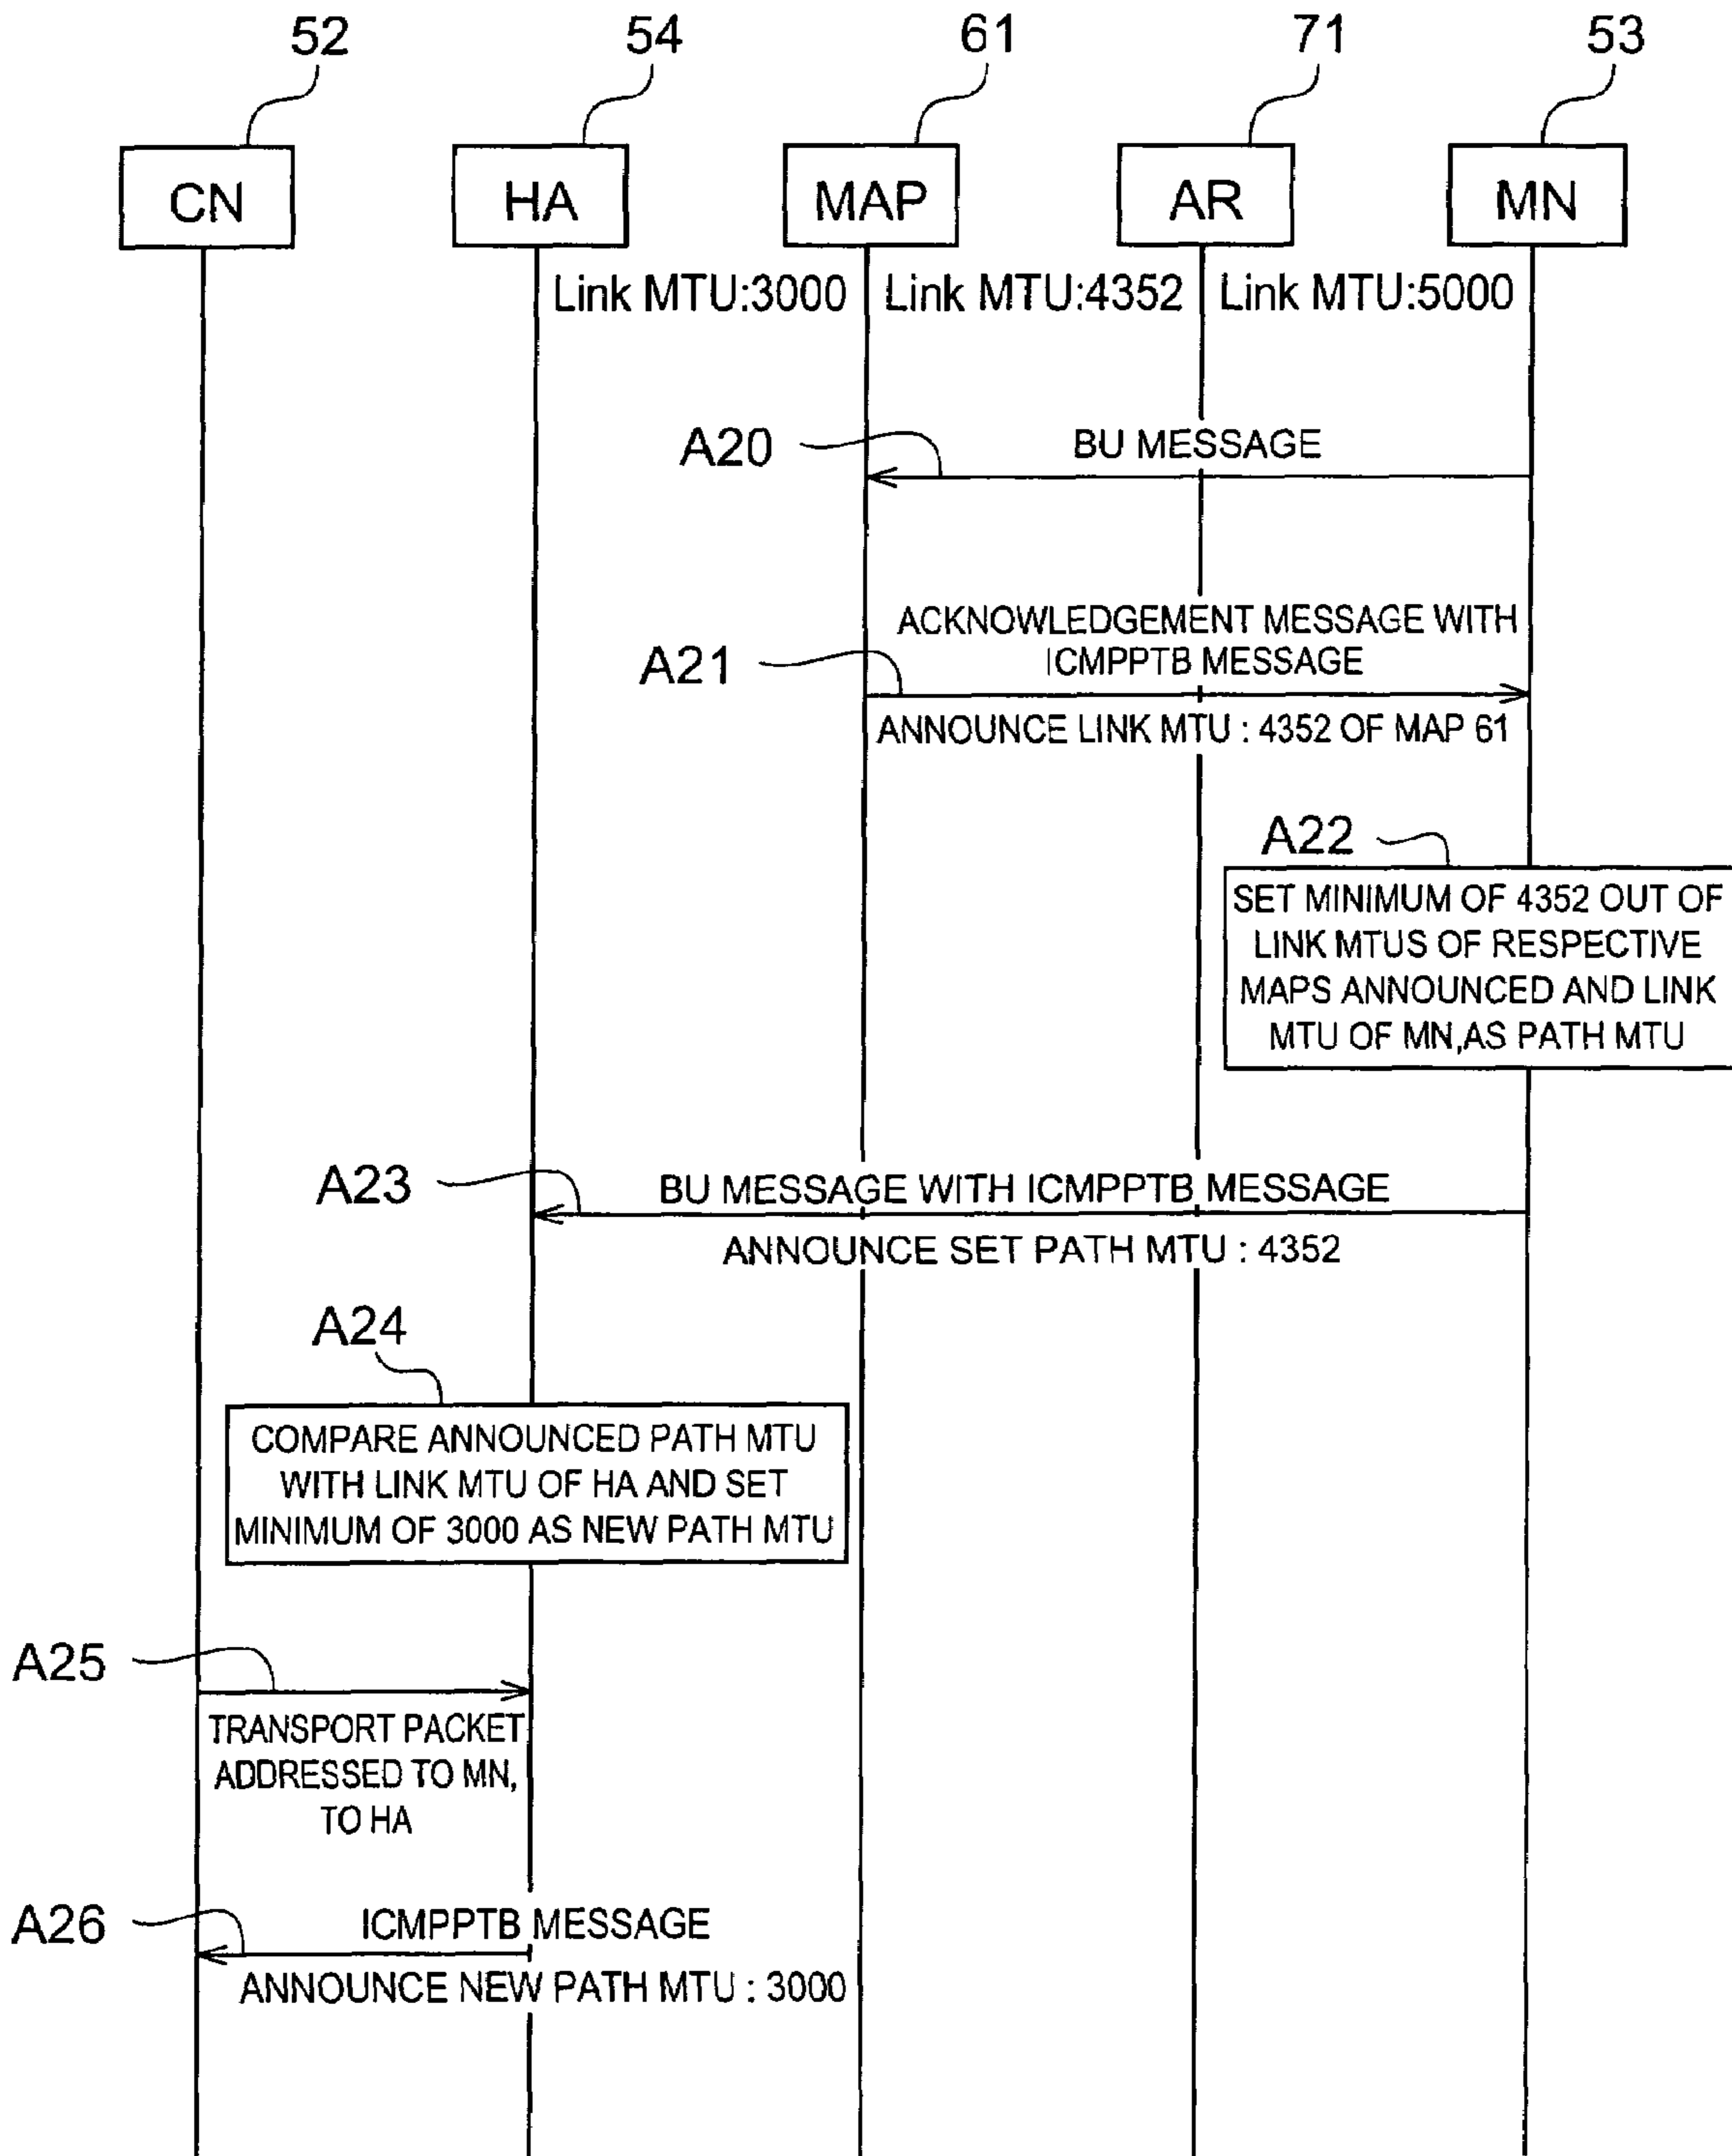 52
54
61
71
53
CN
HA
MAP
AR
MN
Link MTU:3000
Link MTU:4352
Link MTU:5000
A20
BU MESSAGE
A21
ACKNOWLEDGEMENT MESSAGE WITH
ICMPPTB MESSAGE
ANNOUNCE LINK MTU : 4352 OF MAP 61
A22
SET MINIMUM OF 4352 OUT OF
LINK MTUS OF RESPECTIVE
MAPS ANNOUNCED AND LINK
MTU OF MN,AS PATH MTU
A23
BU MESSAGE WITH ICMPPTB MESSAGE
ANNOUNCE SET PATH MTU : 4352
A24
COMPARE ANNOUNCED PATH MTU
WITH LINK MTU OF HA AND SET
MINIMUM OF 3000 AS NEW PATH MTU
A25
TRANSPORT PACKET
ADDRESSED TO MN,
TO HA
A26
ICMPPTB MESSAGE
ANNOUNCE NEW PATH MTU : 3000